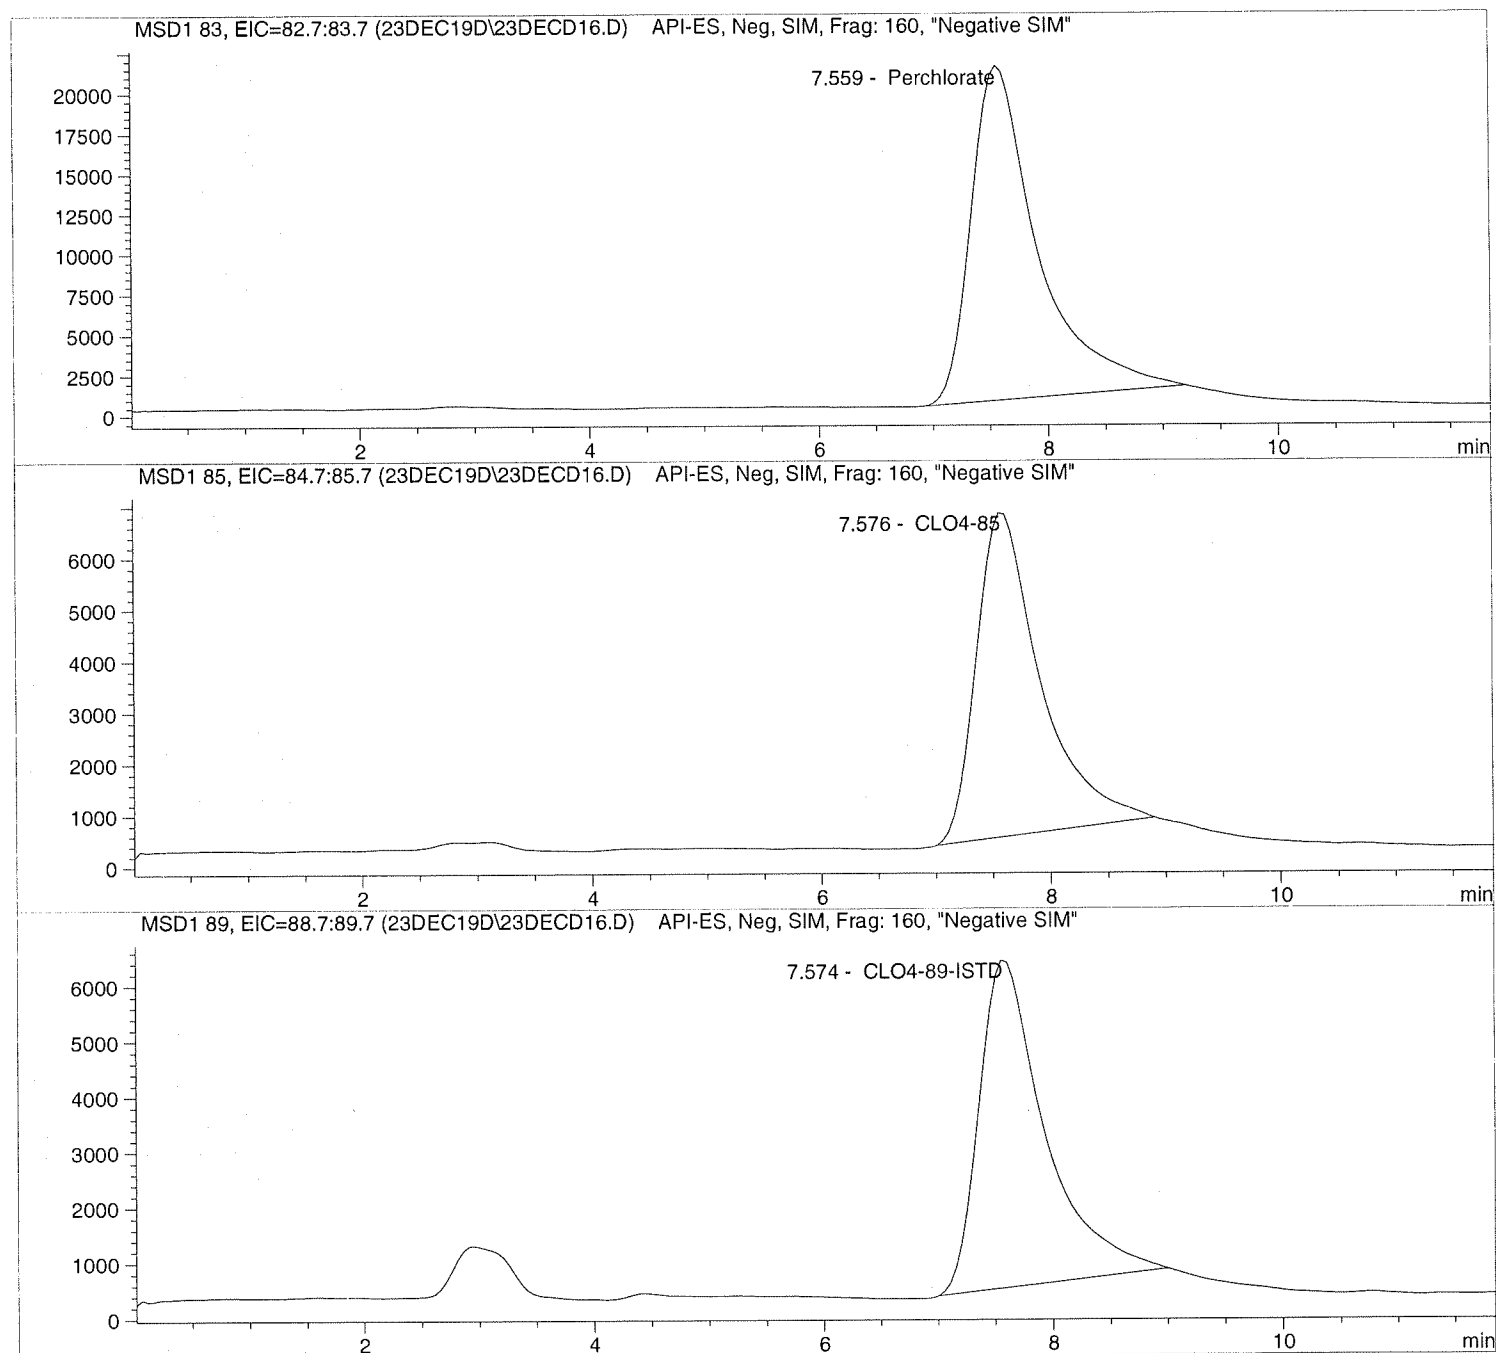 MSD1 83, EIC=82.7:83.7 (23DEC19D\23DECD16.D) API-ES, Neg, SIM, Frag: 160, "Negative SIM"
7.559 - Perchlorate
20000
17500
15000
12500
10000
7500
5000
2500
0
2 4 6 8 10 min
MSD1 85, EIC=84.7:85.7 (23DEC19D\23DECD16.D) API-ES, Neg, SIM, Frag: 160, "Negative SIM"
7.576 - CLO4-85
6000
5000
4000
3000
2000
1000
0
2 4 6 8 10 min
MSD1 89, EIC=88.7:89.7 (23DEC19D\23DECD16.D) API-ES, Neg, SIM, Frag: 160, "Negative SIM"
7.574 - CLO4-89-ISTD
6000
5000
4000
3000
2000
1000
0
2 4 6 8 10 min